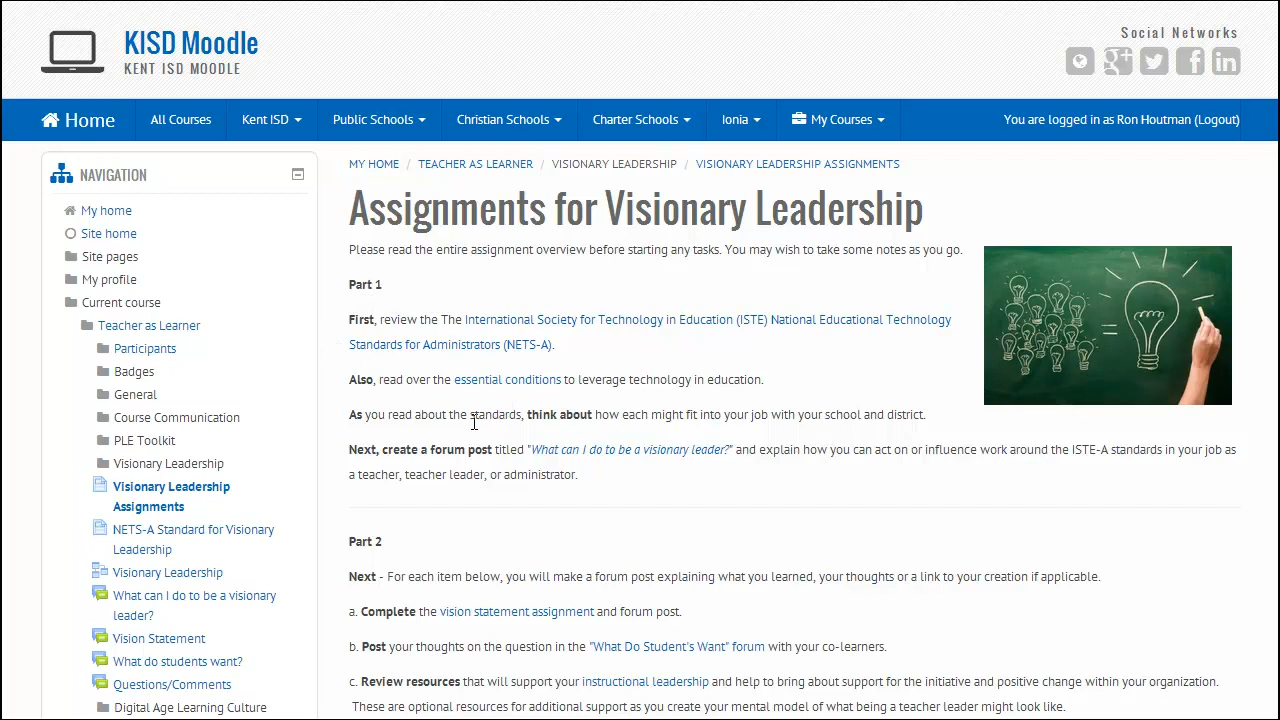 KISD Moodle
KENT ISD MOODLE
Social Networks
Home
All Courses
Kent ISD
Public Schools
Christian Schools
Charter Schools
Ionia
My Courses
You are logged in as Ron Houtman (Logout)
NAVIGATION
My home
Site home
Site pages
My profile
Current course
Teacher as Learner
Participants
Badges
General
Course Communication
PLE Toolkit
Visionary Leadership
Visionary Leadership
Assignments
NETS-A Standard for Visionary
Leadership
Visionary Leadership
What can I do to be a visionary
leader?
Vision Statement
What do students want?
Questions/Comments
Digital Age Learning Culture
MY HOME / TEACHER AS LEARNER / VISIONARY LEADERSHIP / VISIONARY LEADERSHIP ASSIGNMENTS
Assignments for Visionary Leadership
Please read the entire assignment overview before starting any tasks. You may wish to take some notes as you go.
Part 1
First, review the The International Society for Technology in Education (ISTE) National Educational Technology
Standards for Administrators (NETS-A).
Also, read over the essential conditions to leverage technology in education.
As you read about the standards, think about how each might fit into your job with your school and district.
Next, create a forum post titled "What can I do to be a visionary leader?" and explain how you can act on or influence work around the ISTE-A standards in your job as
a teacher, teacher leader, or administrator.
Part 2
Next - For each item below, you will make a forum post explaining what you learned, your thoughts or a link to your creation if applicable.
a. Complete the vision statement assignment and forum post.
b. Post your thoughts on the question in the "What Do Student's Want" forum with your co-learners.
c. Review resources that will support your instructional leadership and help to bring about support for the initiative and positive change within your organization.
These are optional resources for additional support as you create your mental model of what being a teacher leader might look like.